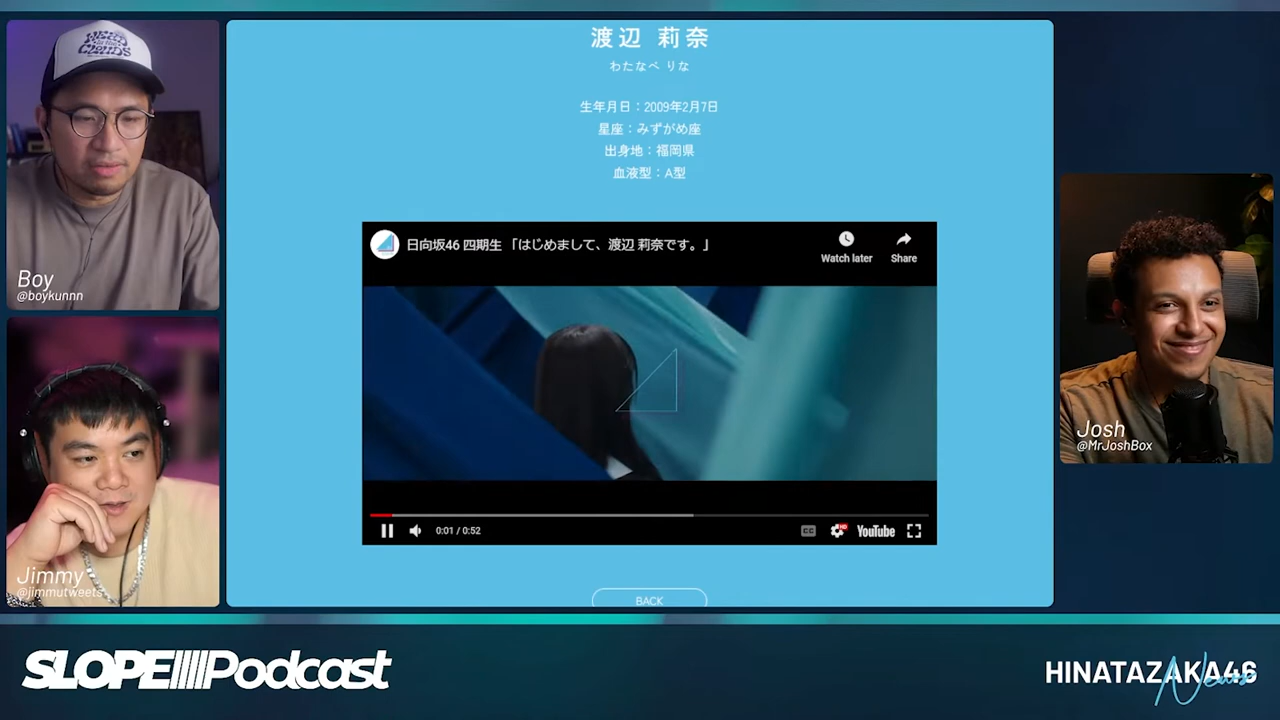 Boy
@boykunnn
Jimmy
@jimmutweets
渡辺 莉奈
わたなべ りな
生年月日：2009年2月7日
星座：みずがめ座
出身地：福岡県
血液型：A型
日向坂46 四期生 「はじめまして、渡辺 莉奈です。」
Watch later
Share
0:01 / 0:52
CC
HD
YouTube
BACK
Josh
@MrJoshBox
SLOPE Podcast
HINATAZAKA46
News